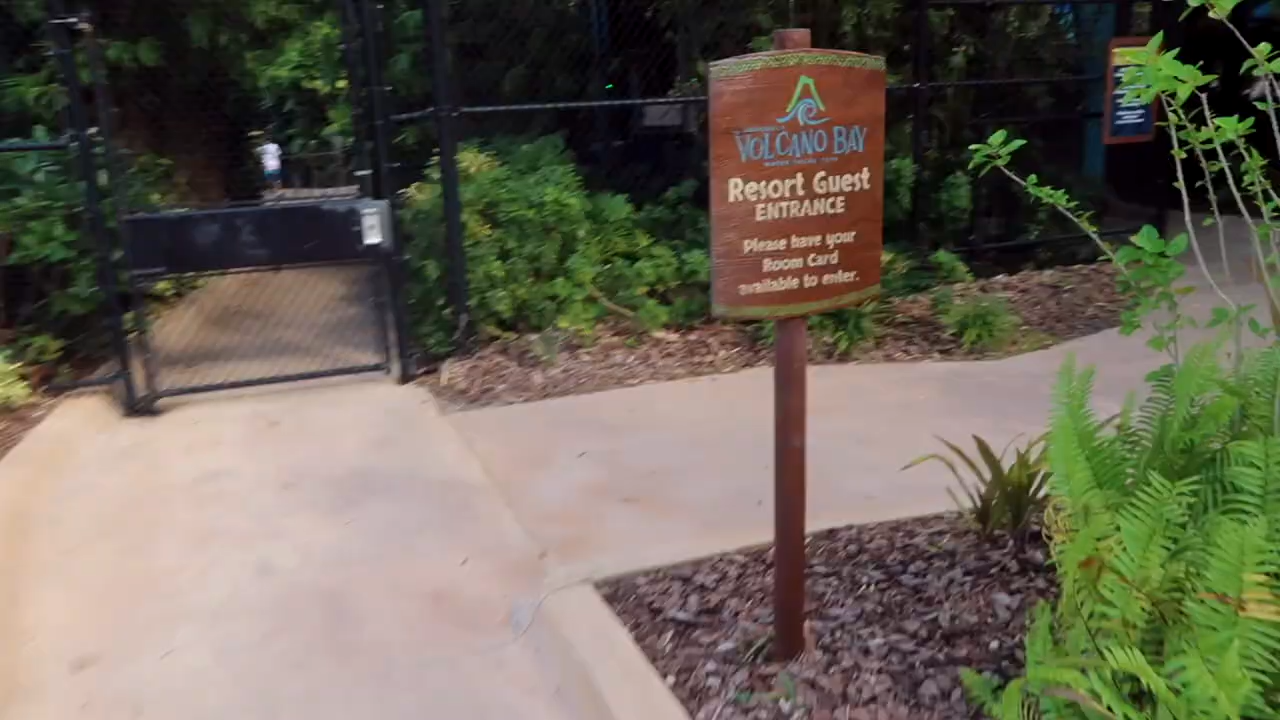 VOLCANO BAY
Resort Guest
ENTRANCE
Please have your
Room Card
available to enter.